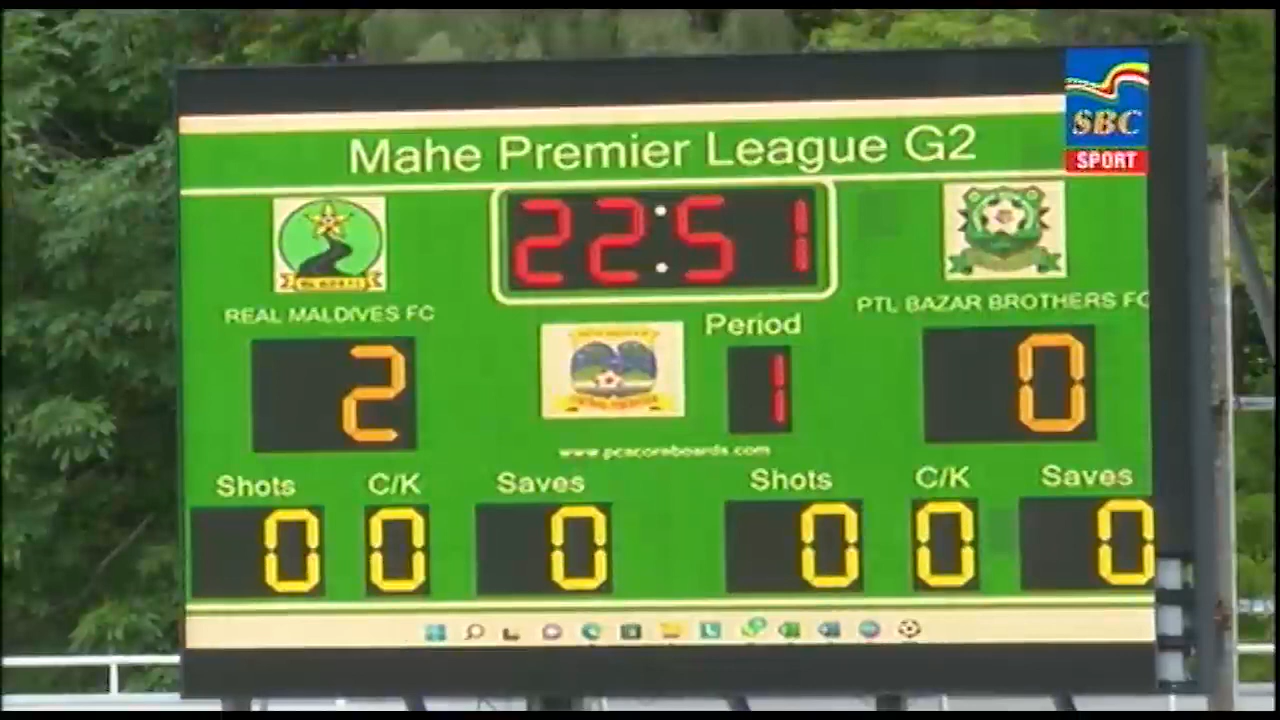 SBC
SPORT
Mahe Premier League G2
22:51
REAL MALDIVES FC
PTL BAZAR BROTHERS FC
Period
2
1
0
www.pcscoreboards.com
Shots C/K Saves Shots C/K Saves
0 0 0 0 0 0